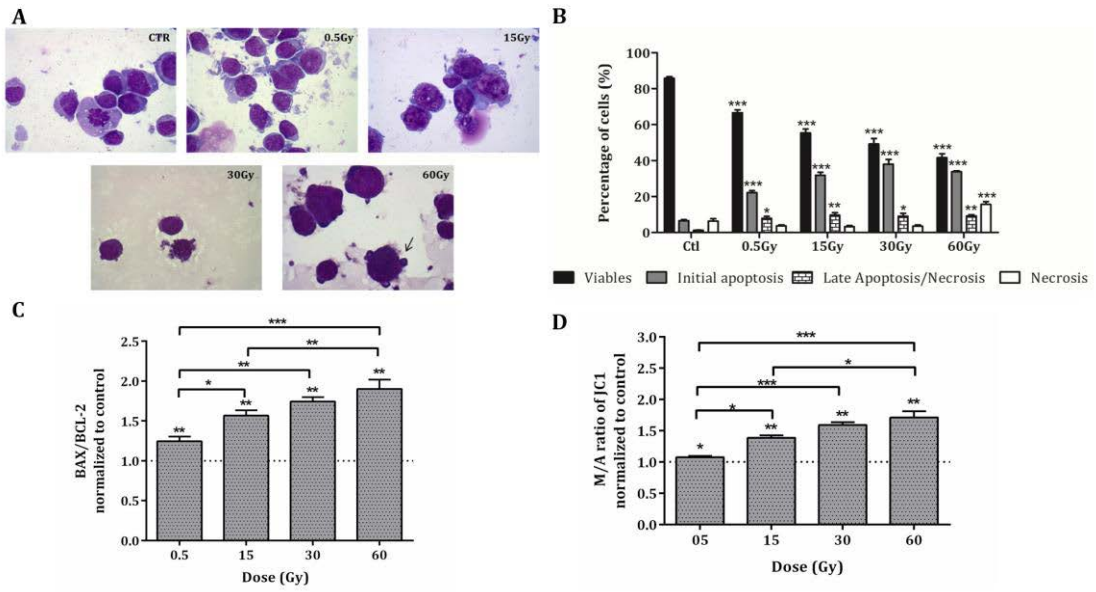 A
CTR
0.5Gy
15Gy
30Gy
60Gy
B
Percentage of cells (%)
100
80
60
40
20
0
*** *** *** ***
*** *** *** ***
* ** * **
***
Ctl 0.5Gy 15Gy 30Gy 60Gy
Viables Initial apoptosis Late Apoptosis/Necrosis Necrosis
C
BAX/BCL-2
normalized to control
2.5
2.0
1.5
1.0
0.5
0.0
***
**
**
*
** ** ** **
0.5 15 30 60
Dose (Gy)
D
M/A ratio of JC1
normalized to control
3.0
2.5
2.0
1.5
1.0
0.5
0.0
***
*
***
*
* ** ** **
05 15 30 60
Dose (Gy)